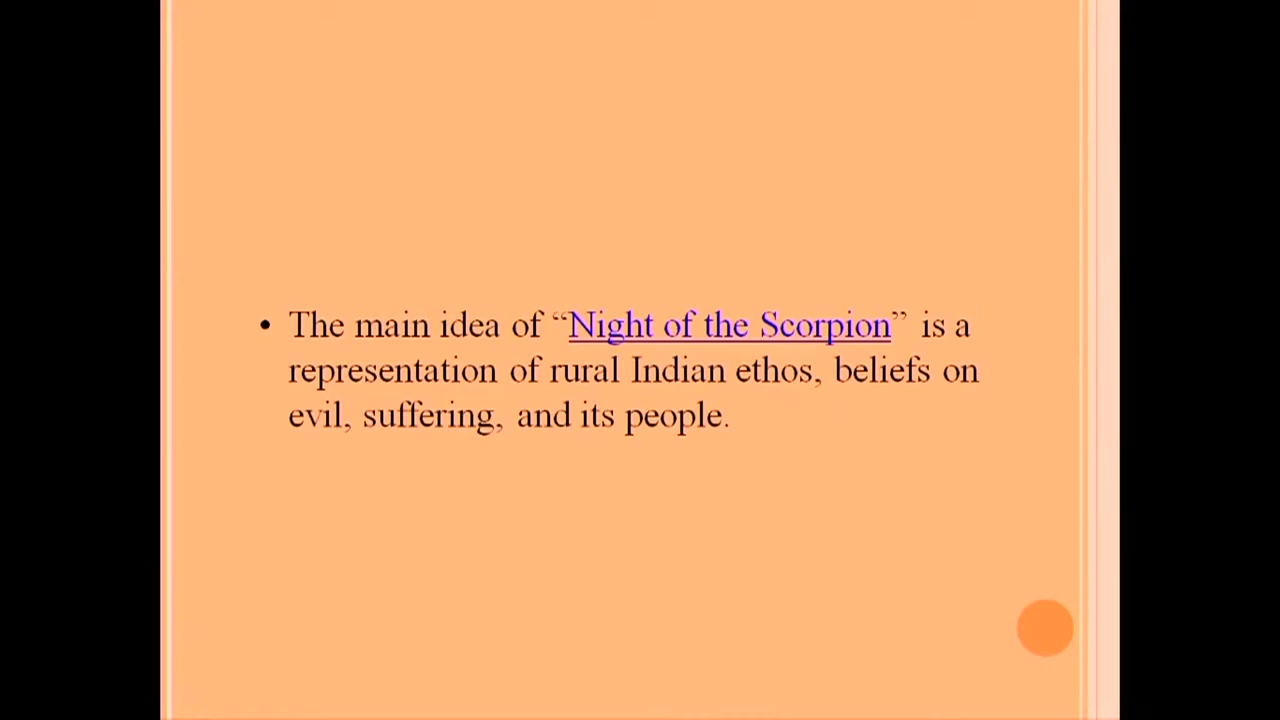 • The main idea of “Night of the Scorpion” is a
representation of rural Indian ethos, beliefs on
evil, suffering, and its people.